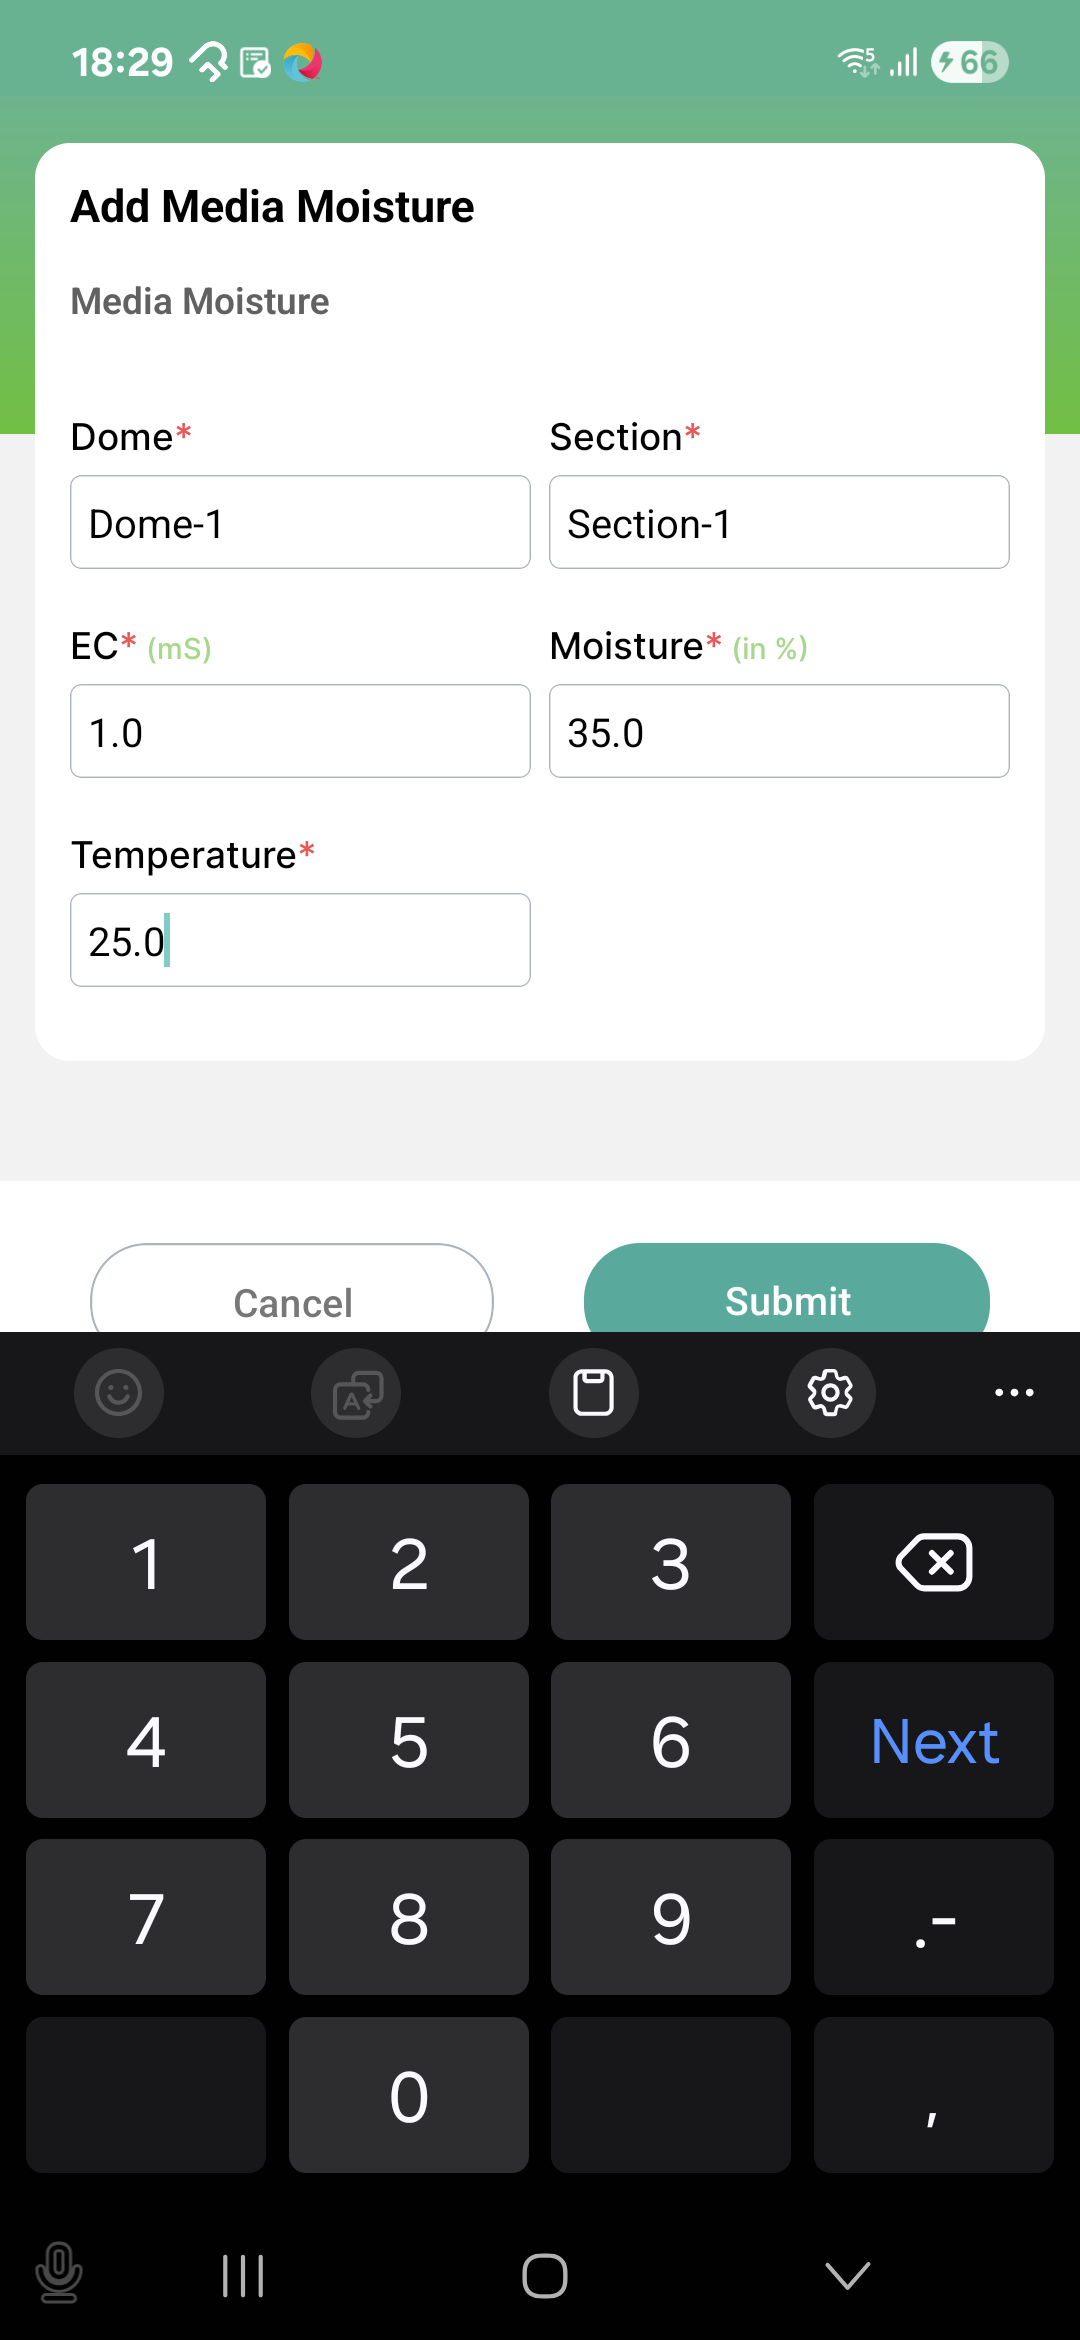 18:29 5 66
Add Media Moisture
Media Moisture
Dome* Section*
Dome-1 Section-1
EC* (mS) Moisture* (in %)
1.0 35.0
Temperature*
25.0
Cancel Submit
A
1 2 3
4 5 6 Next
7 8 9 .-
0 ,